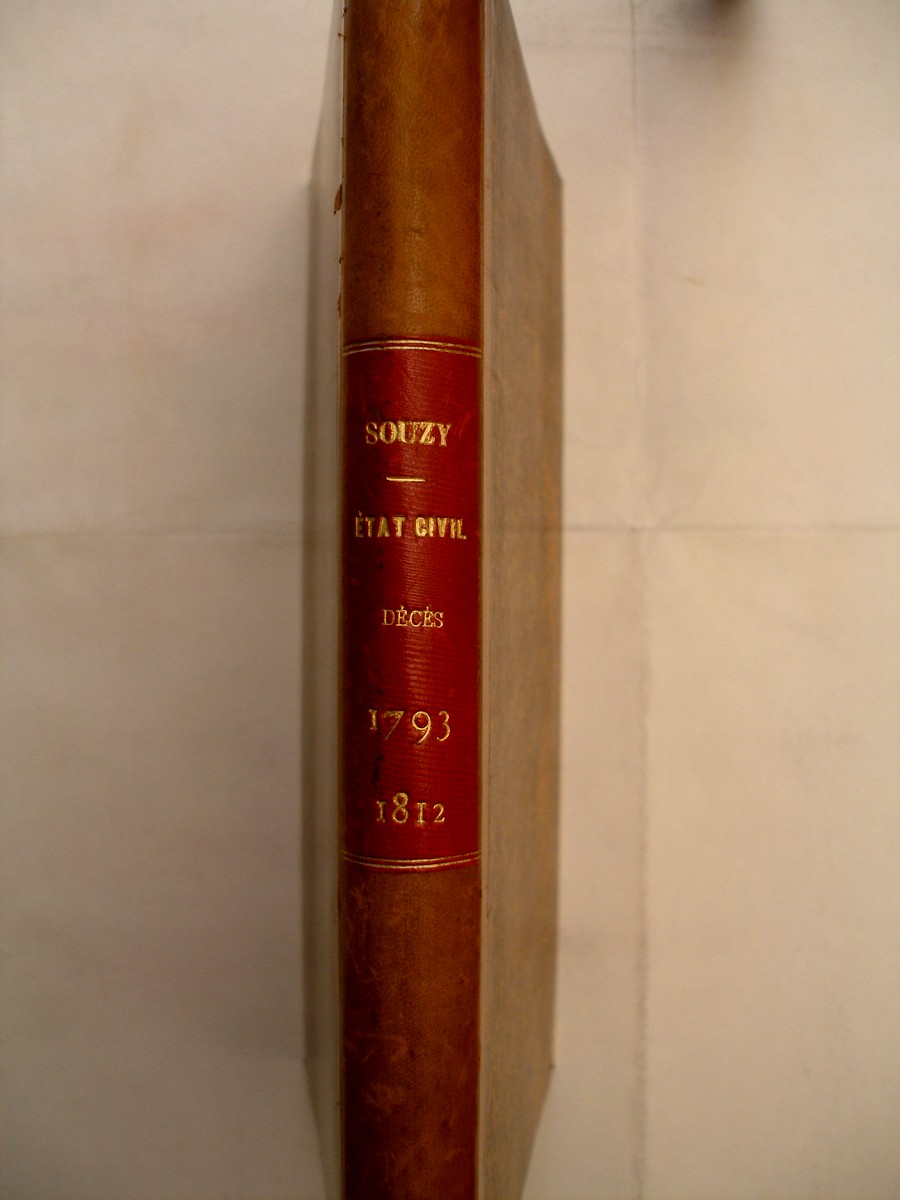 SOUZY
ÉTAT CIVIL
DÉCÈS
1793
1812